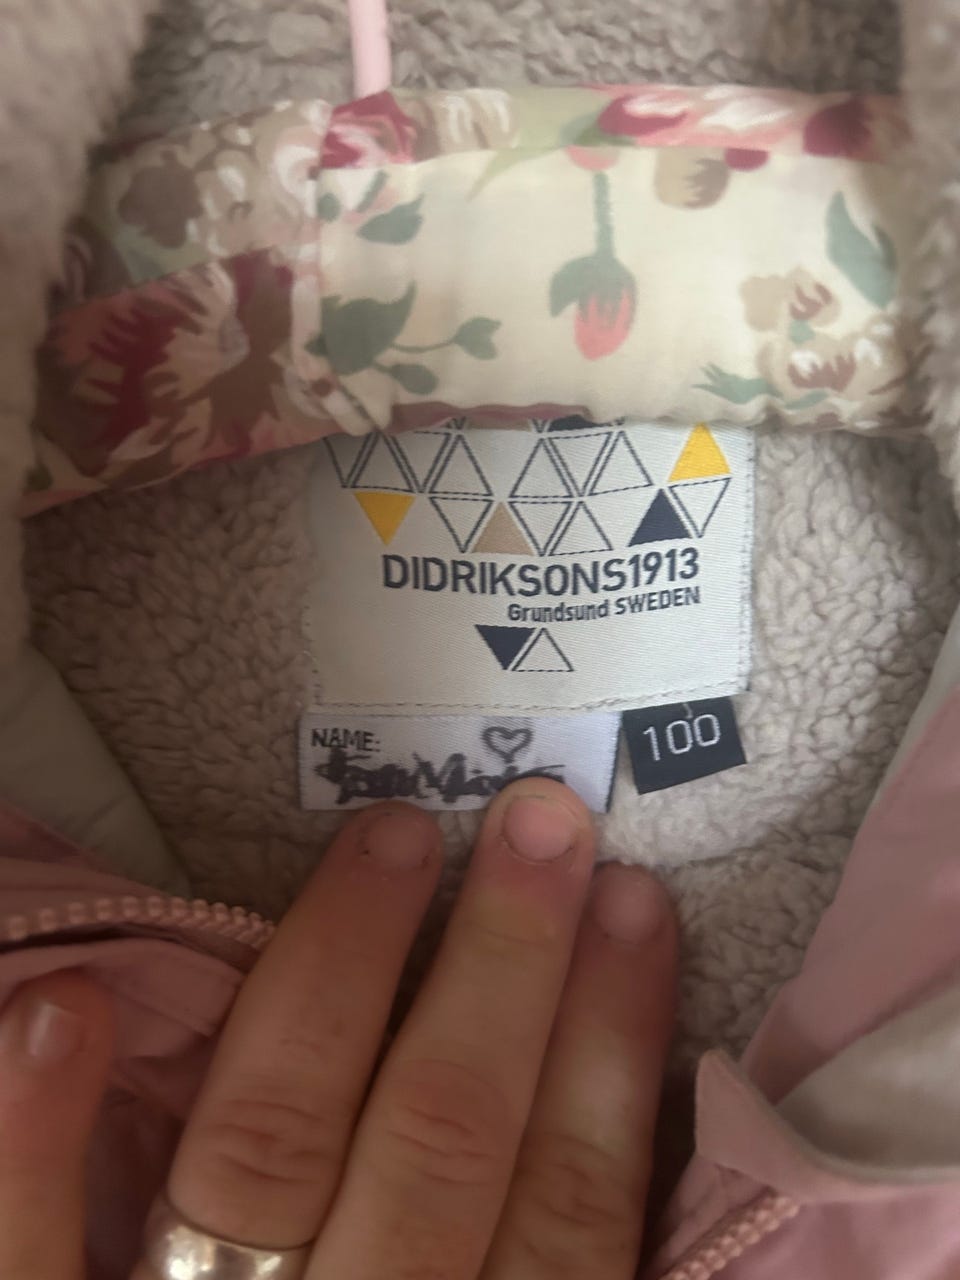 DIDRIKSONS1913
Grundsund SWEDEN
NAME:
100